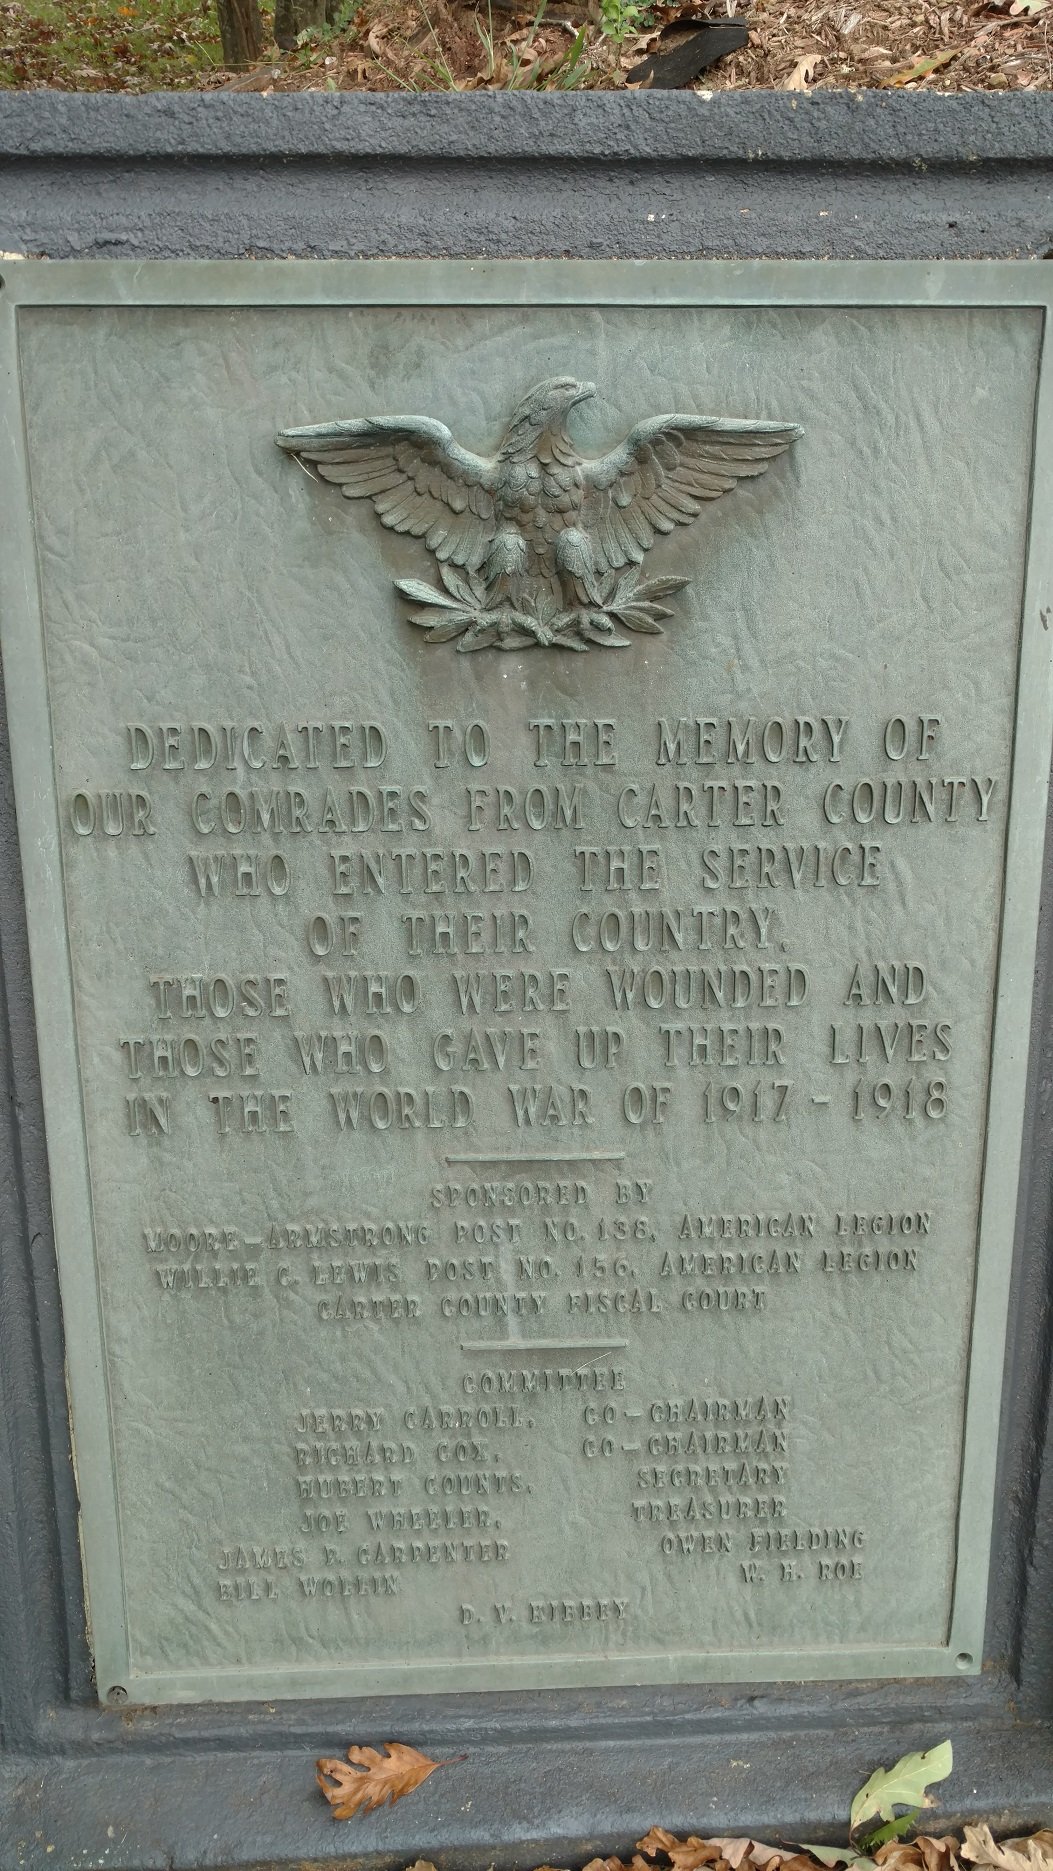 DEDICATED TO THE MEMORY OF
OUR COMRADES FROM CARTER COUNTY
WHO ENTERED THE SERVICE
OF THEIR COUNTRY,
THOSE WHO WERE WOUNDED AND
THOSE WHO GAVE UP THEIR LIVES
IN THE WORLD WAR OF 1917 - 1918
SPONSORED BY
MOORE-ARMSTRONG POST NO. 138, AMERICAN LEGION
WILLIE C. LEWIS POST NO. 156, AMERICAN LEGION
CARTER COUNTY FISCAL COURT
COMMITTEE
JERRY CARROLL, CO-CHAIRMAN
RICHARD COX, CO-CHAIRMAN
HUBERT COUNTS, SECRETARY
JOE WHEELER, TREASURER
JAMES P. CARPENTER OWEN FIELDING
BILL WOLLIN W. H. ROE
D. V. KIBBEY